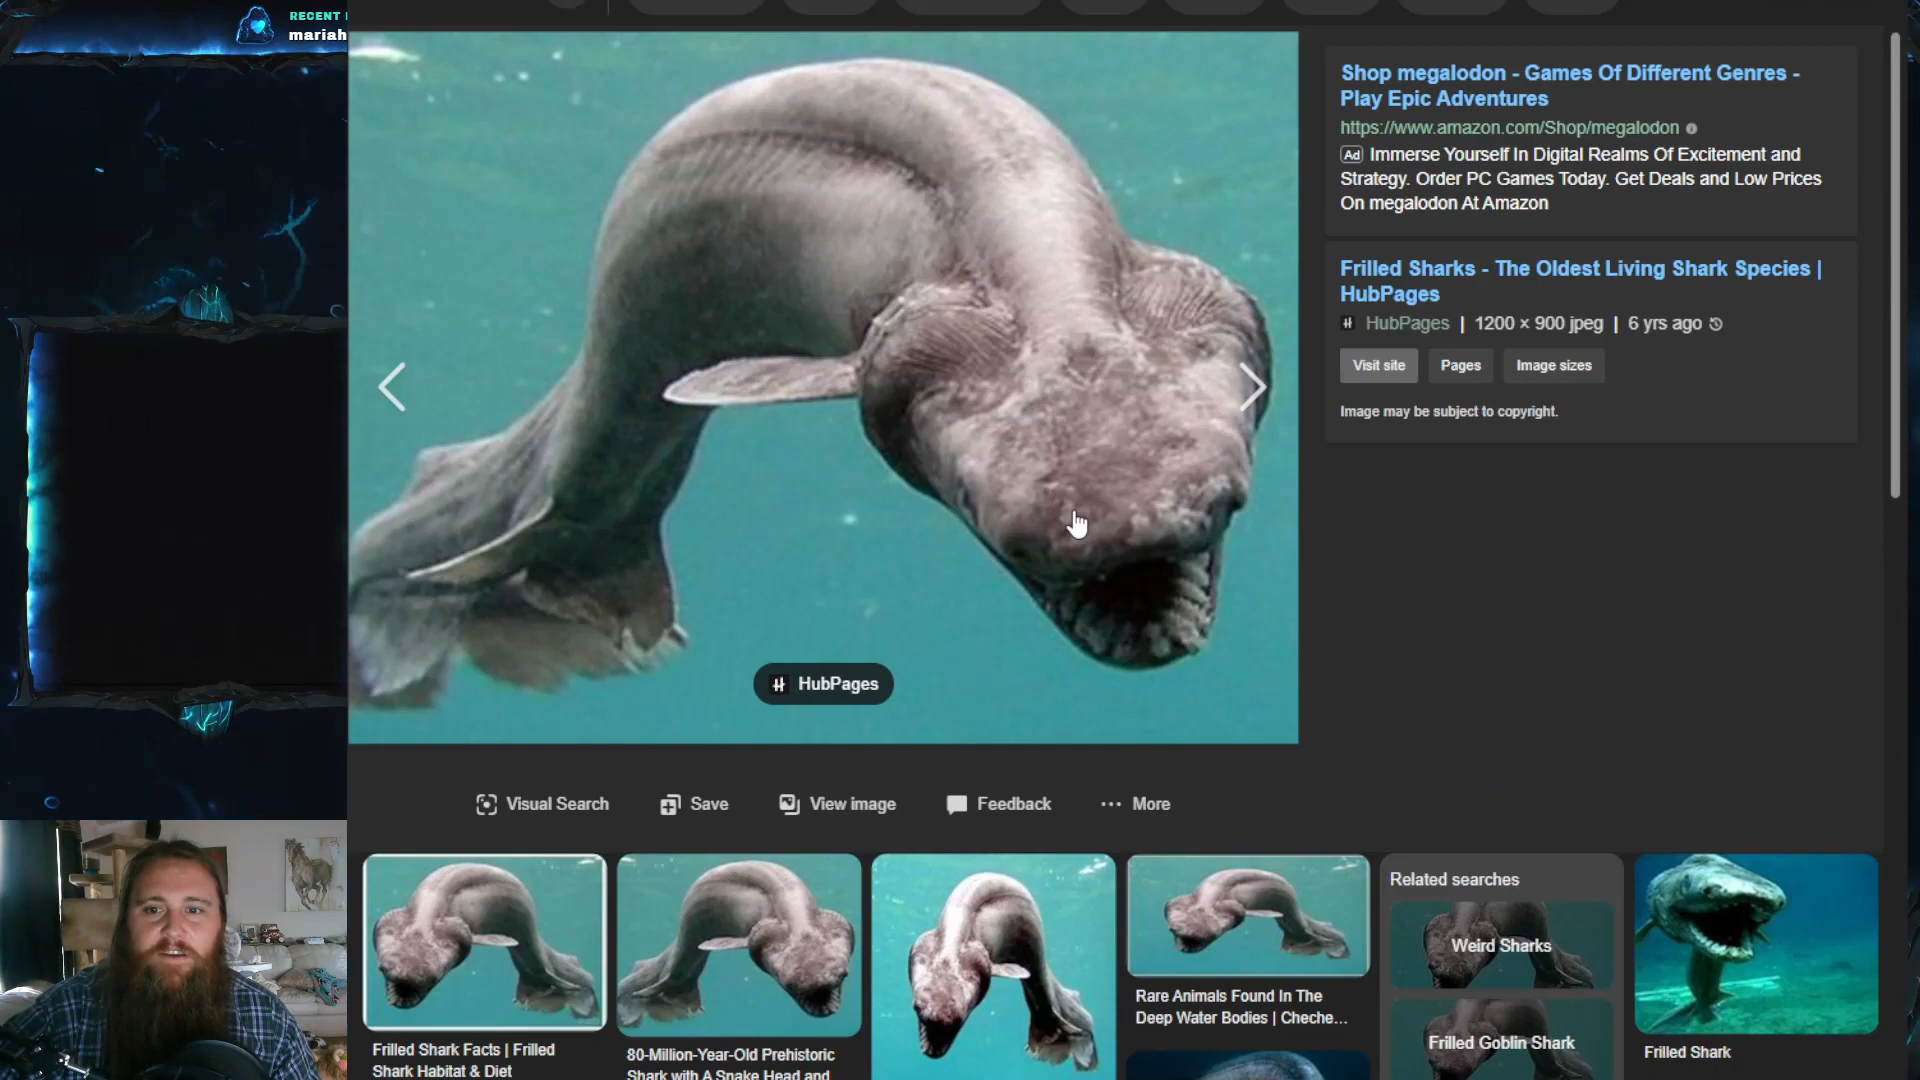 RECENT
mariah
Shop megalodon - Games Of Different Genres -
Play Epic Adventures
https://www.amazon.com/Shop/megalodon
Ad Immerse Yourself In Digital Realms Of Excitement and
Strategy. Order PC Games Today. Get Deals and Low Prices
On megalodon At Amazon
Frilled Sharks - The Oldest Living Shark Species |
HubPages
HubPages | 1200 × 900 jpeg | 6 yrs ago
Visit site Pages Image sizes
Image may be subject to copyright.
HubPages
Visual Search Save View image Feedback ··· More
Frilled Shark Facts | Frilled
Shark Habitat & Diet
80-Million-Year-Old Prehistoric
Shark with A Snake Head and
Rare Animals Found In The
Deep Water Bodies | Cheche...
Related searches
Weird Sharks
Frilled Goblin Shark
Frilled Shark